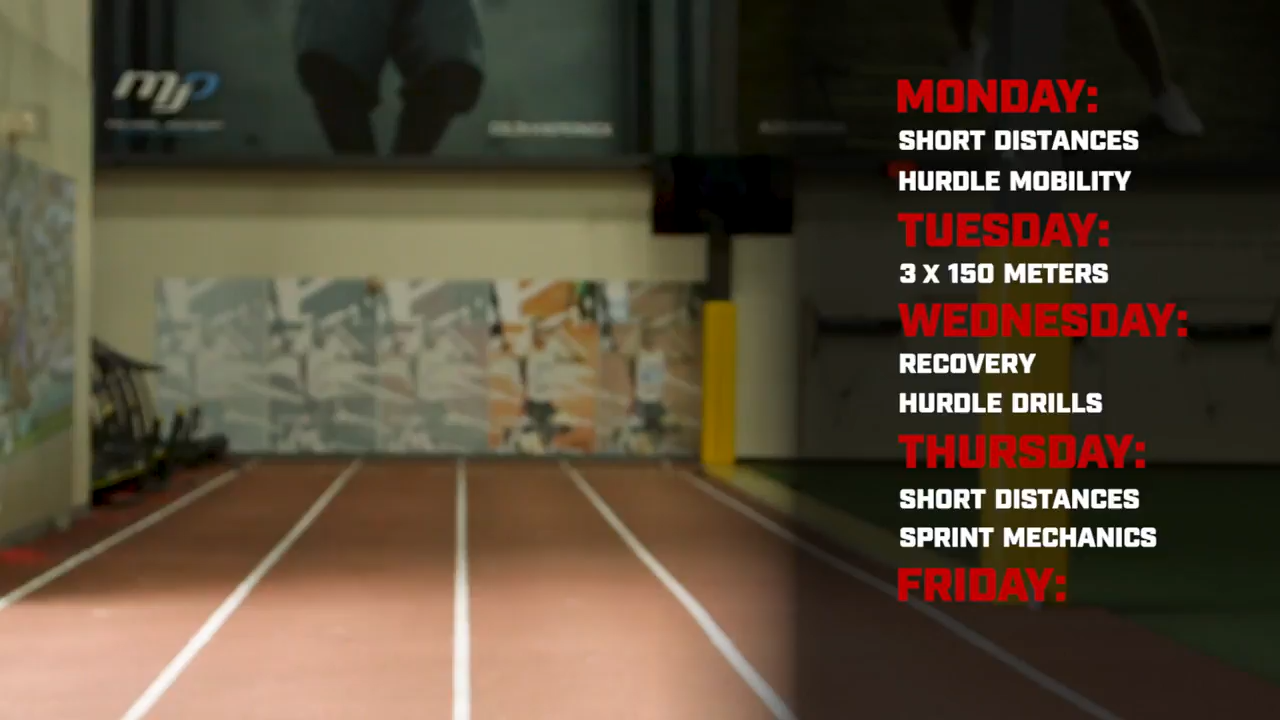 MJP
MONDAY:
SHORT DISTANCES
HURDLE MOBILITY
TUESDAY:
3 X 150 METERS
WEDNESDAY:
RECOVERY
HURDLE DRILLS
THURSDAY:
SHORT DISTANCES
SPRINT MECHANICS
FRIDAY: